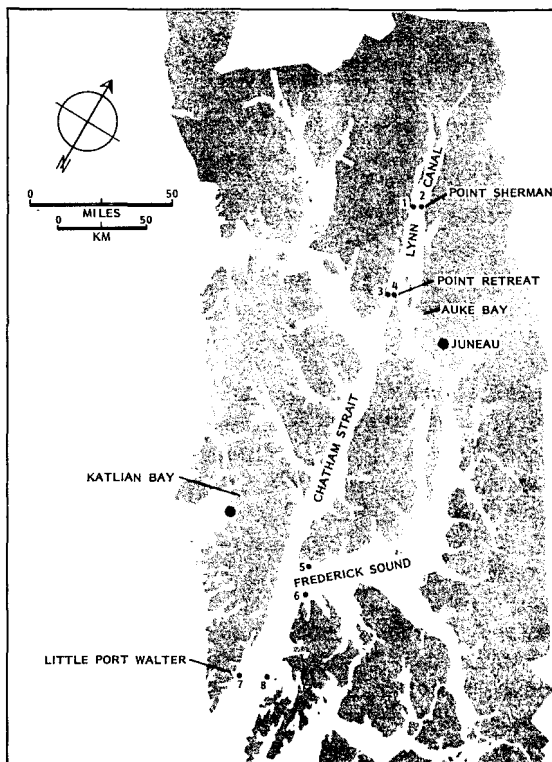 N
0 50
MILES
0 50
KM
LYNN CANAL
1 2 POINT SHERMAN
3 4 POINT RETREAT
AUKE BAY
JUNEAU
CHATHAM STRAIT
KATLIAN BAY
5
FREDERICK SOUND
6
LITTLE PORT WALTER
7 8